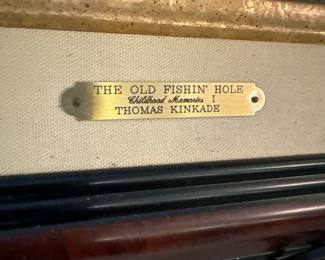 THE OLD FISHIN' HOLE
Childhood Memories I
THOMAS KINKADE